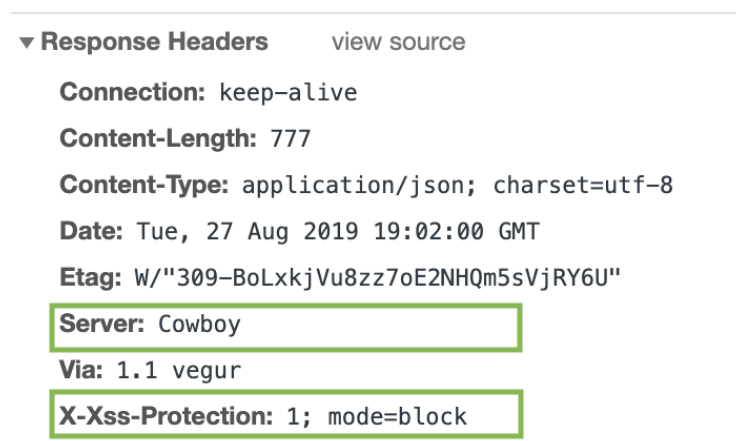 Response Headers view source
Connection: keep-alive
Content-Length: 777
Content-Type: application/json; charset=utf-8
Date: Tue, 27 Aug 2019 19:02:00 GMT
Etag: W/"309-BoLxkjVu8zz7oE2NHQm5sVjRY6U"
Server: Cowboy
Via: 1.1 vegur
X-Xss-Protection: 1; mode=block